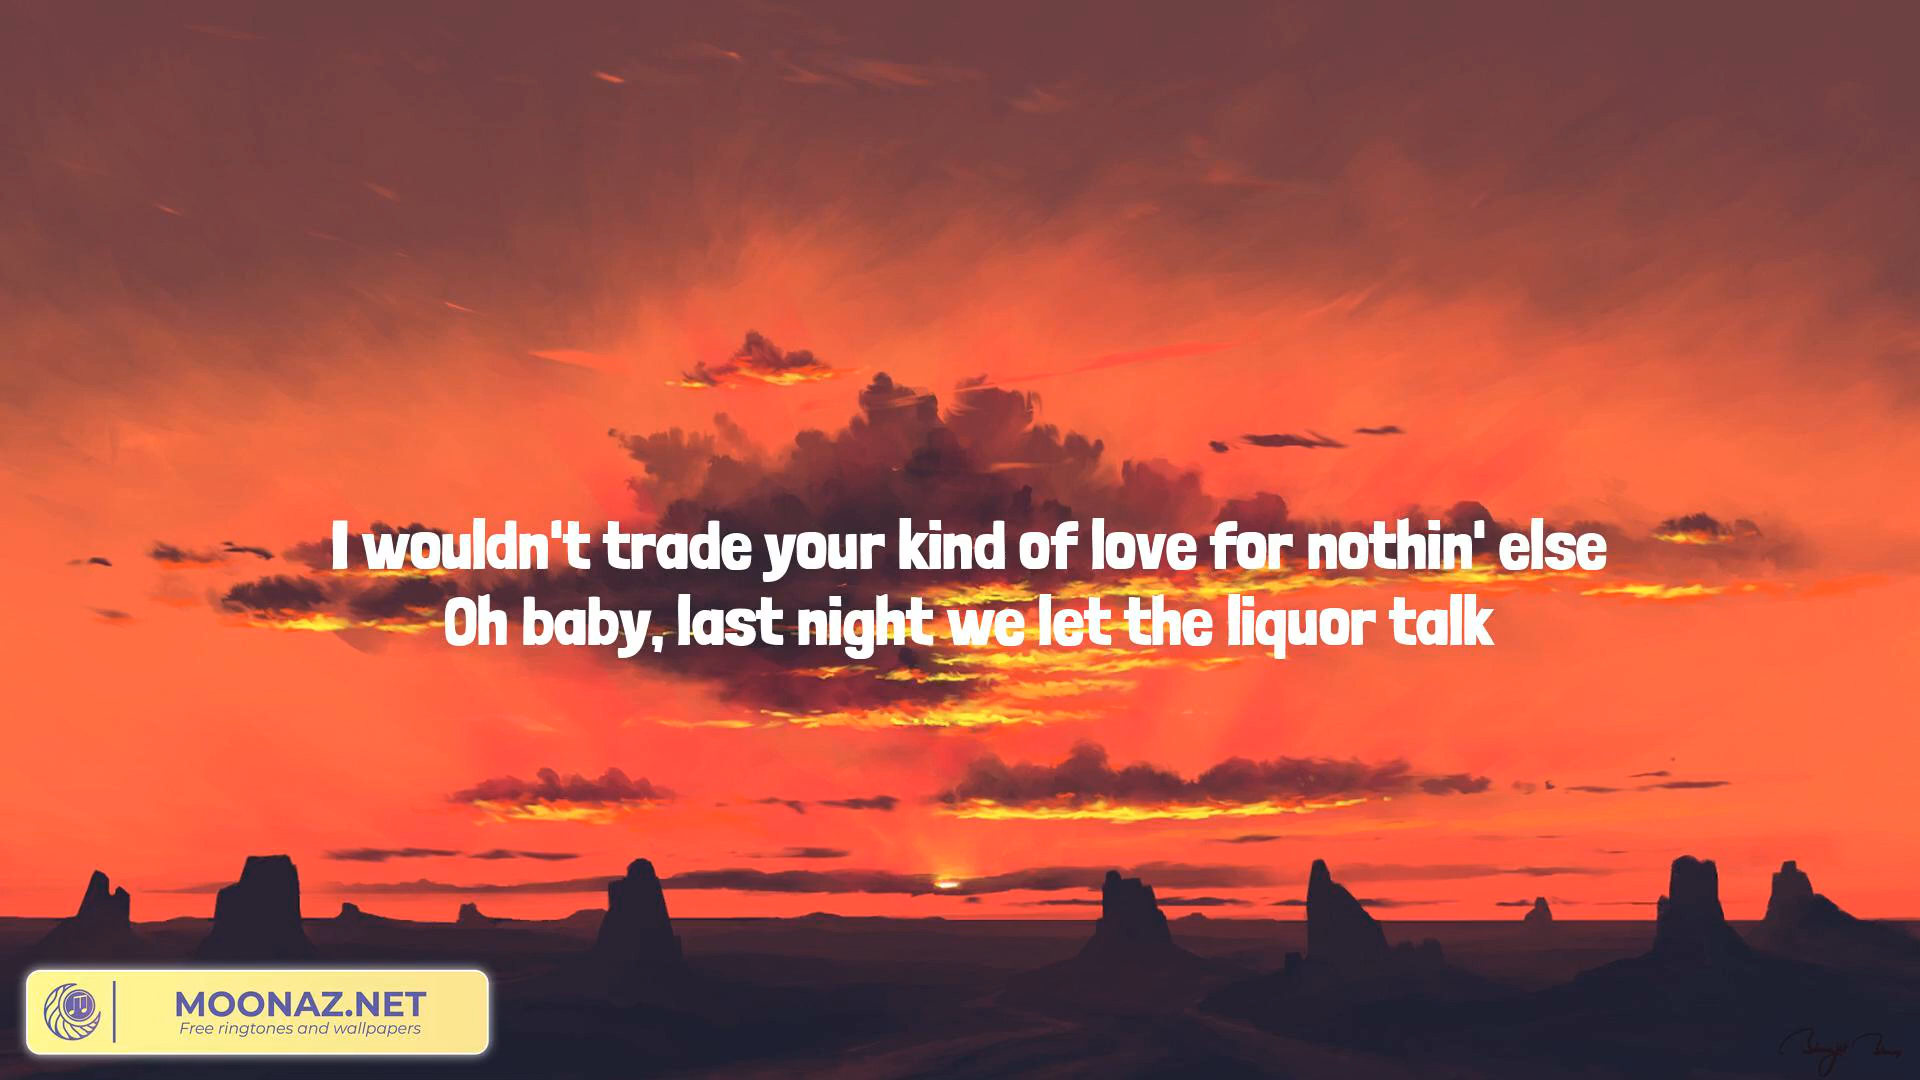 I wouldn't trade your kind of love for nothin' else
Oh baby, last night we let the liquor talk
MOONAZ.NET
Free ringtones and wallpapers